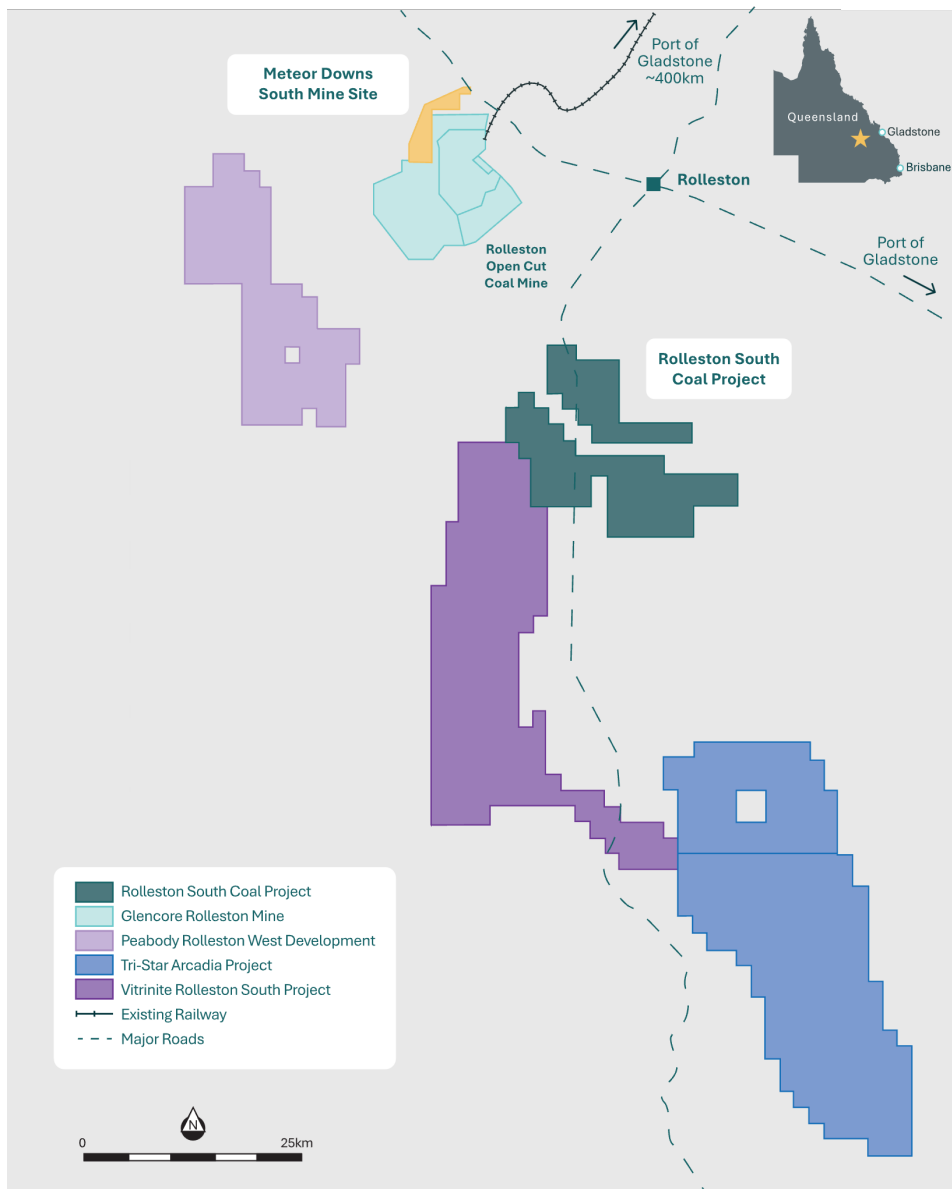 Meteor Downs
South Mine Site
Port of
Gladstone
~400km
Queensland
Gladstone
Brisbane
Rolleston
Rolleston
Open Cut
Coal Mine
Port of
Gladstone
Rolleston South
Coal Project
Rolleston South Coal Project
Glencore Rolleston Mine
Peabody Rolleston West Development
Tri-Star Arcadia Project
Vitrinite Rolleston South Project
Existing Railway
Major Roads
N
0 25km